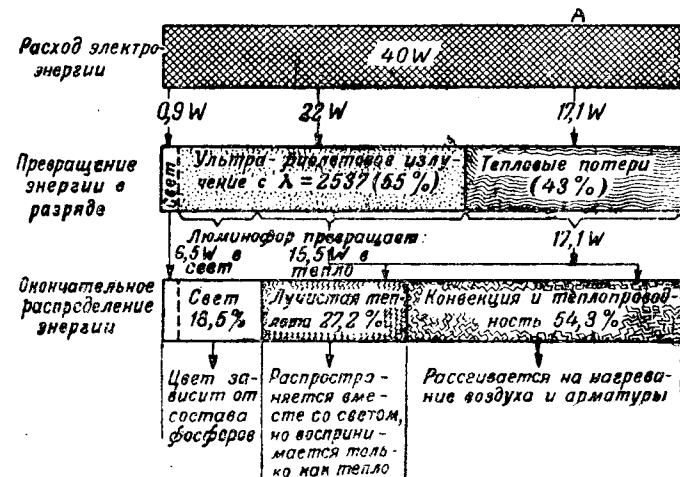 А
Расход электро-
энергии
40W
0,9W
22W
17,1W
Превращение
энергии в
разряде
Свет
Ультра-фиолетовое излу-
чение с λ = 2537 (55%)
Тепловые потери
(43%)
Люминофор превращает:
6,5W в
свет
15,5W в
тепло
17,1W
Окончательное
распределение
энергии
Свет
18,5%
Лучистая теп-
лота 27,2%
Конвекция и теплопровод-
ность 54,3%
Цвет за-
висит от
состава
фосфоров
Распростра-
няется вме-
сте со светом,
но восприни-
мается толь-
ко как тепло
Рассеивается на нагрева-
ние воздуха и арматуры